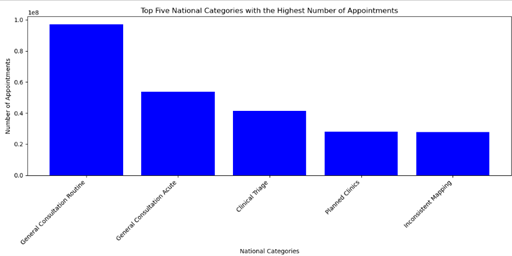 Top Five National Categories with the Highest Number of Appointments
1e8
1.0
0.8
0.6
0.4
0.2
0.0
Number of Appointments
General Consultation Routine
General Consultation Acute
Clinical Triage
Planned Clinics
Inconsistent Mapping
National Categories